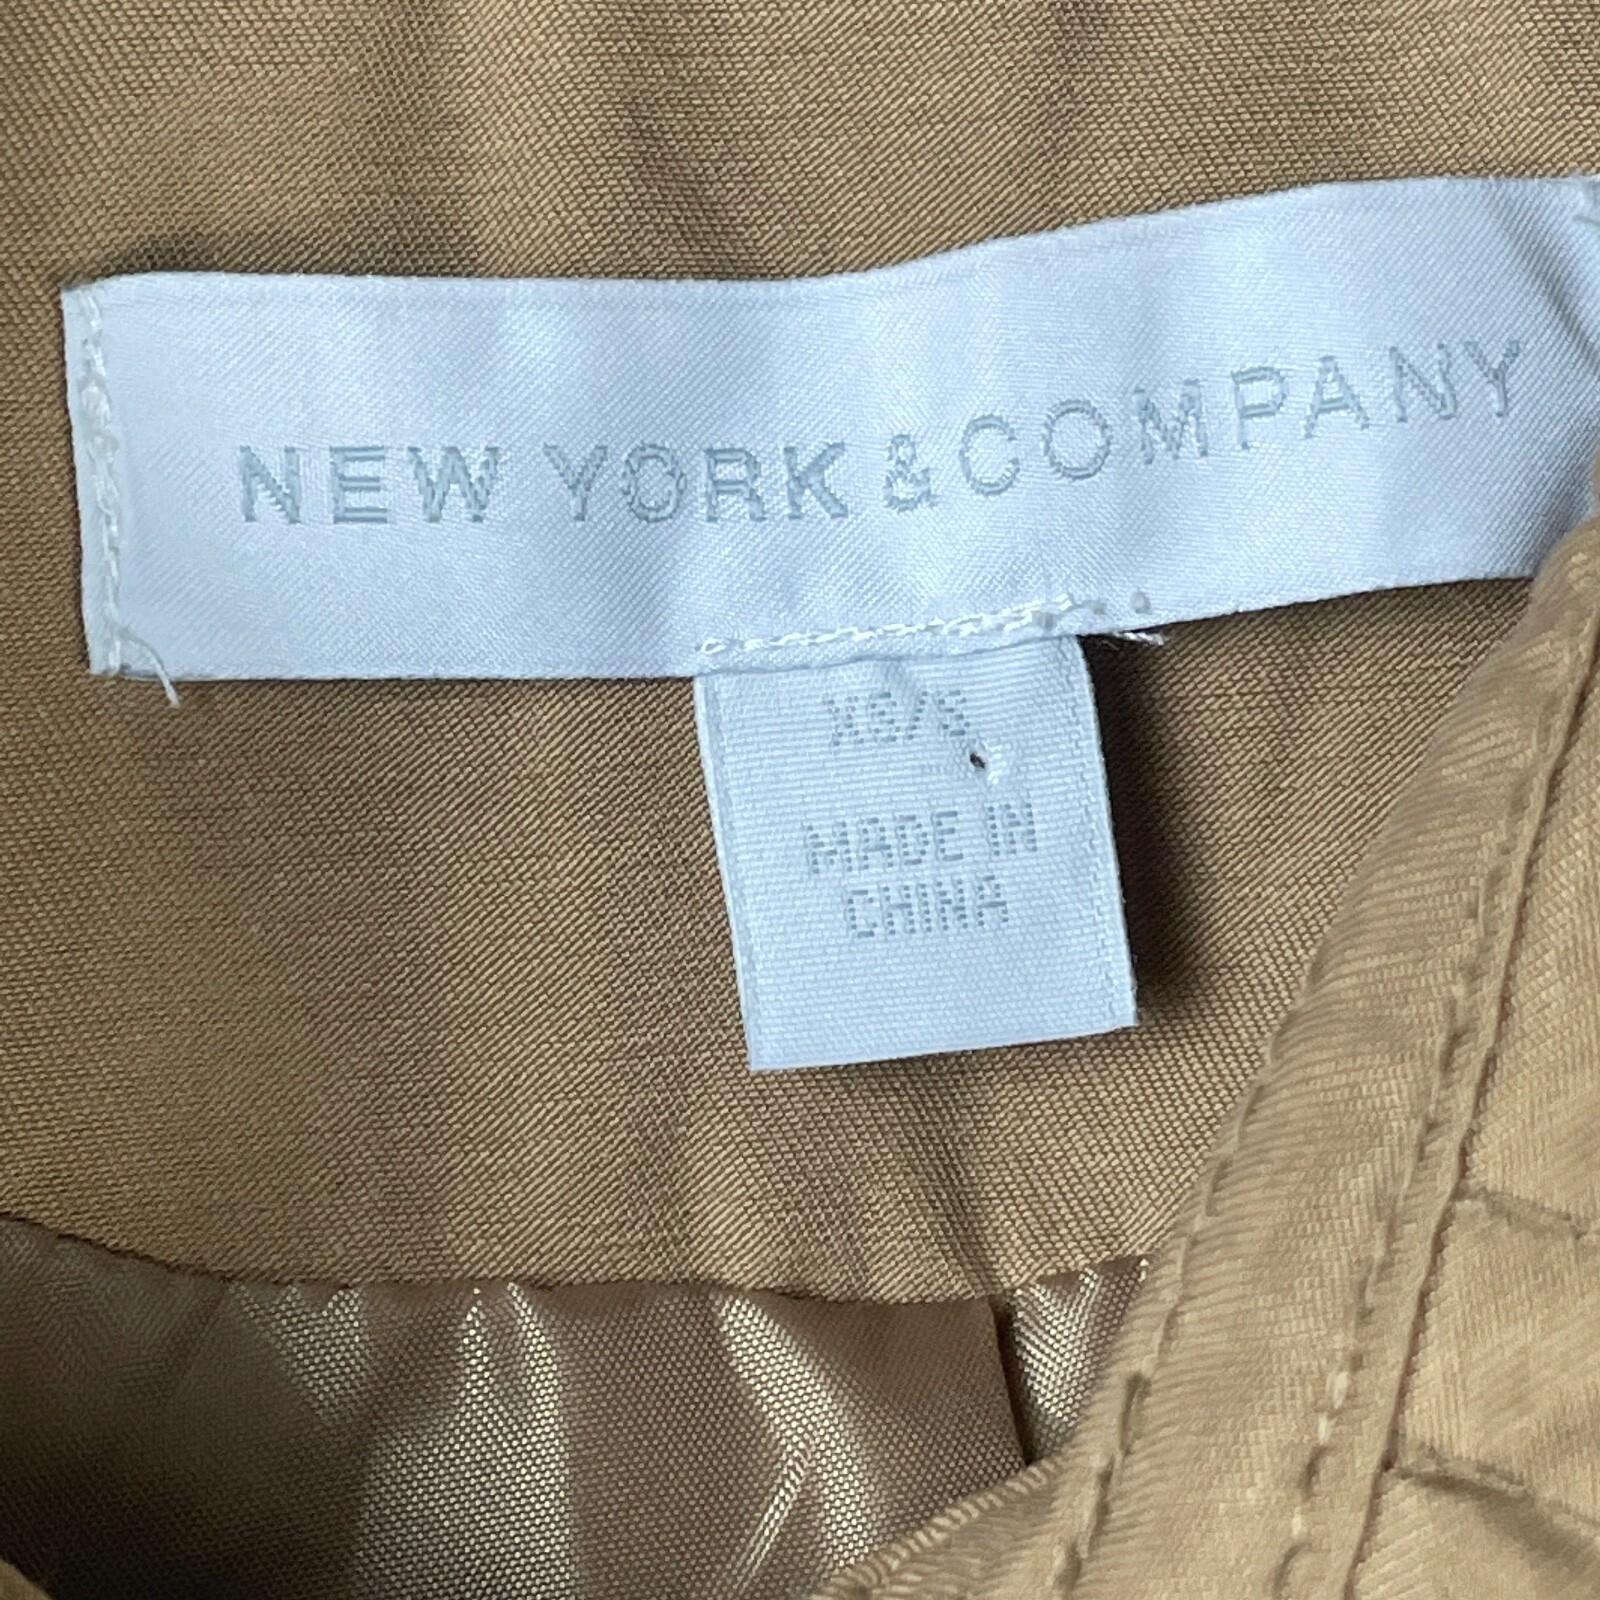 NEW YORK & COMPANY
XS/S
MADE IN
CHINA